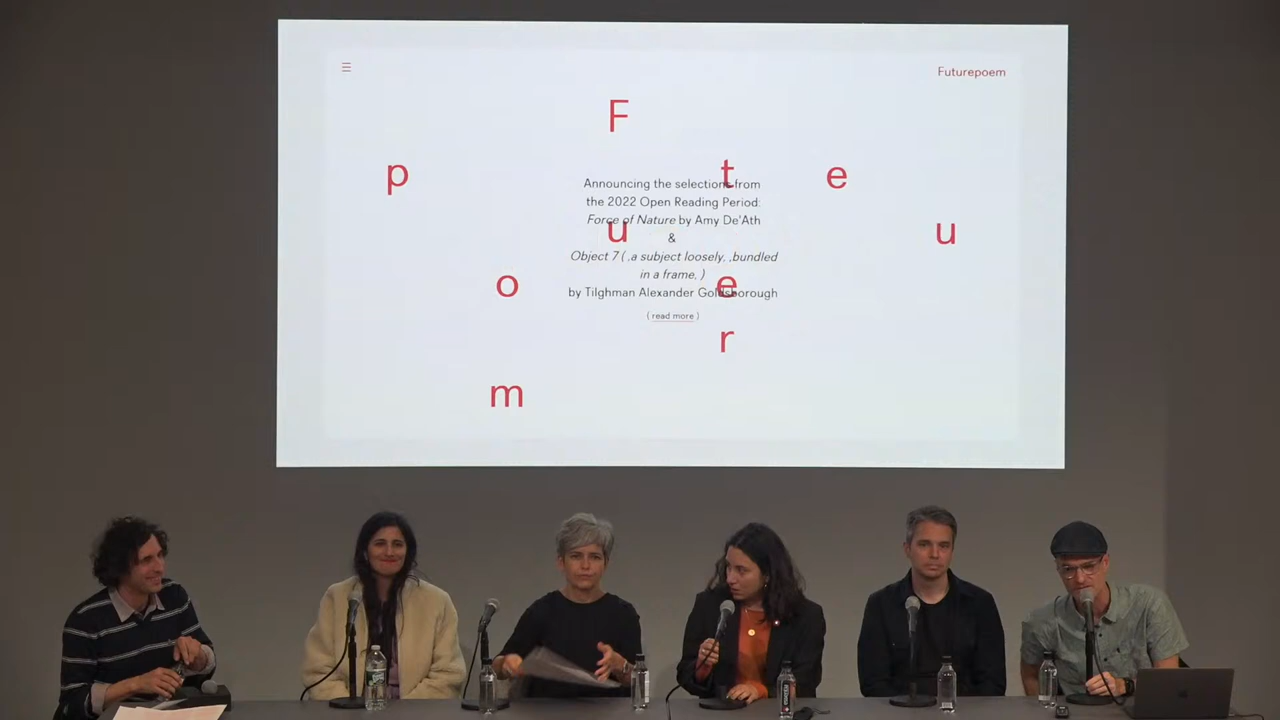 Futurepoem
F
p t e
Announcing the selections from
the 2022 Open Reading Period:
Force of Nature by Amy De'Ath
u u
&
Object 7 ( ,a subject loosely, ,bundled
in a frame, )
o e
by Tilghman Alexander Goldsborough
( read more )
r
m